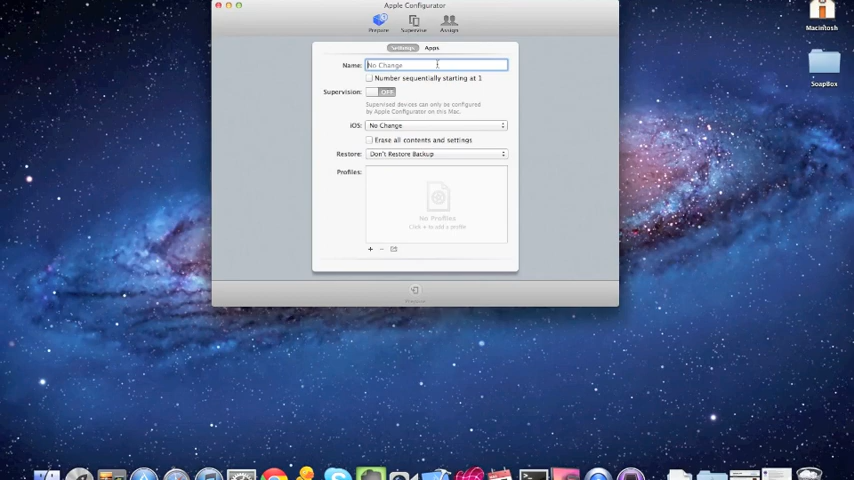 Apple Configurator
Prepare Supervise Assign
Settings Apps
Name: No Change
Number sequentially starting at 1
Supervision: OFF
Supervised devices can only be configured
by Apple Configurator on this Mac.
iOS: No Change
Erase all contents and settings
Restore: Don't Restore Backup
Profiles:
No Profiles
Click + to add a profile
Prepare
Macintosh
SoapBox